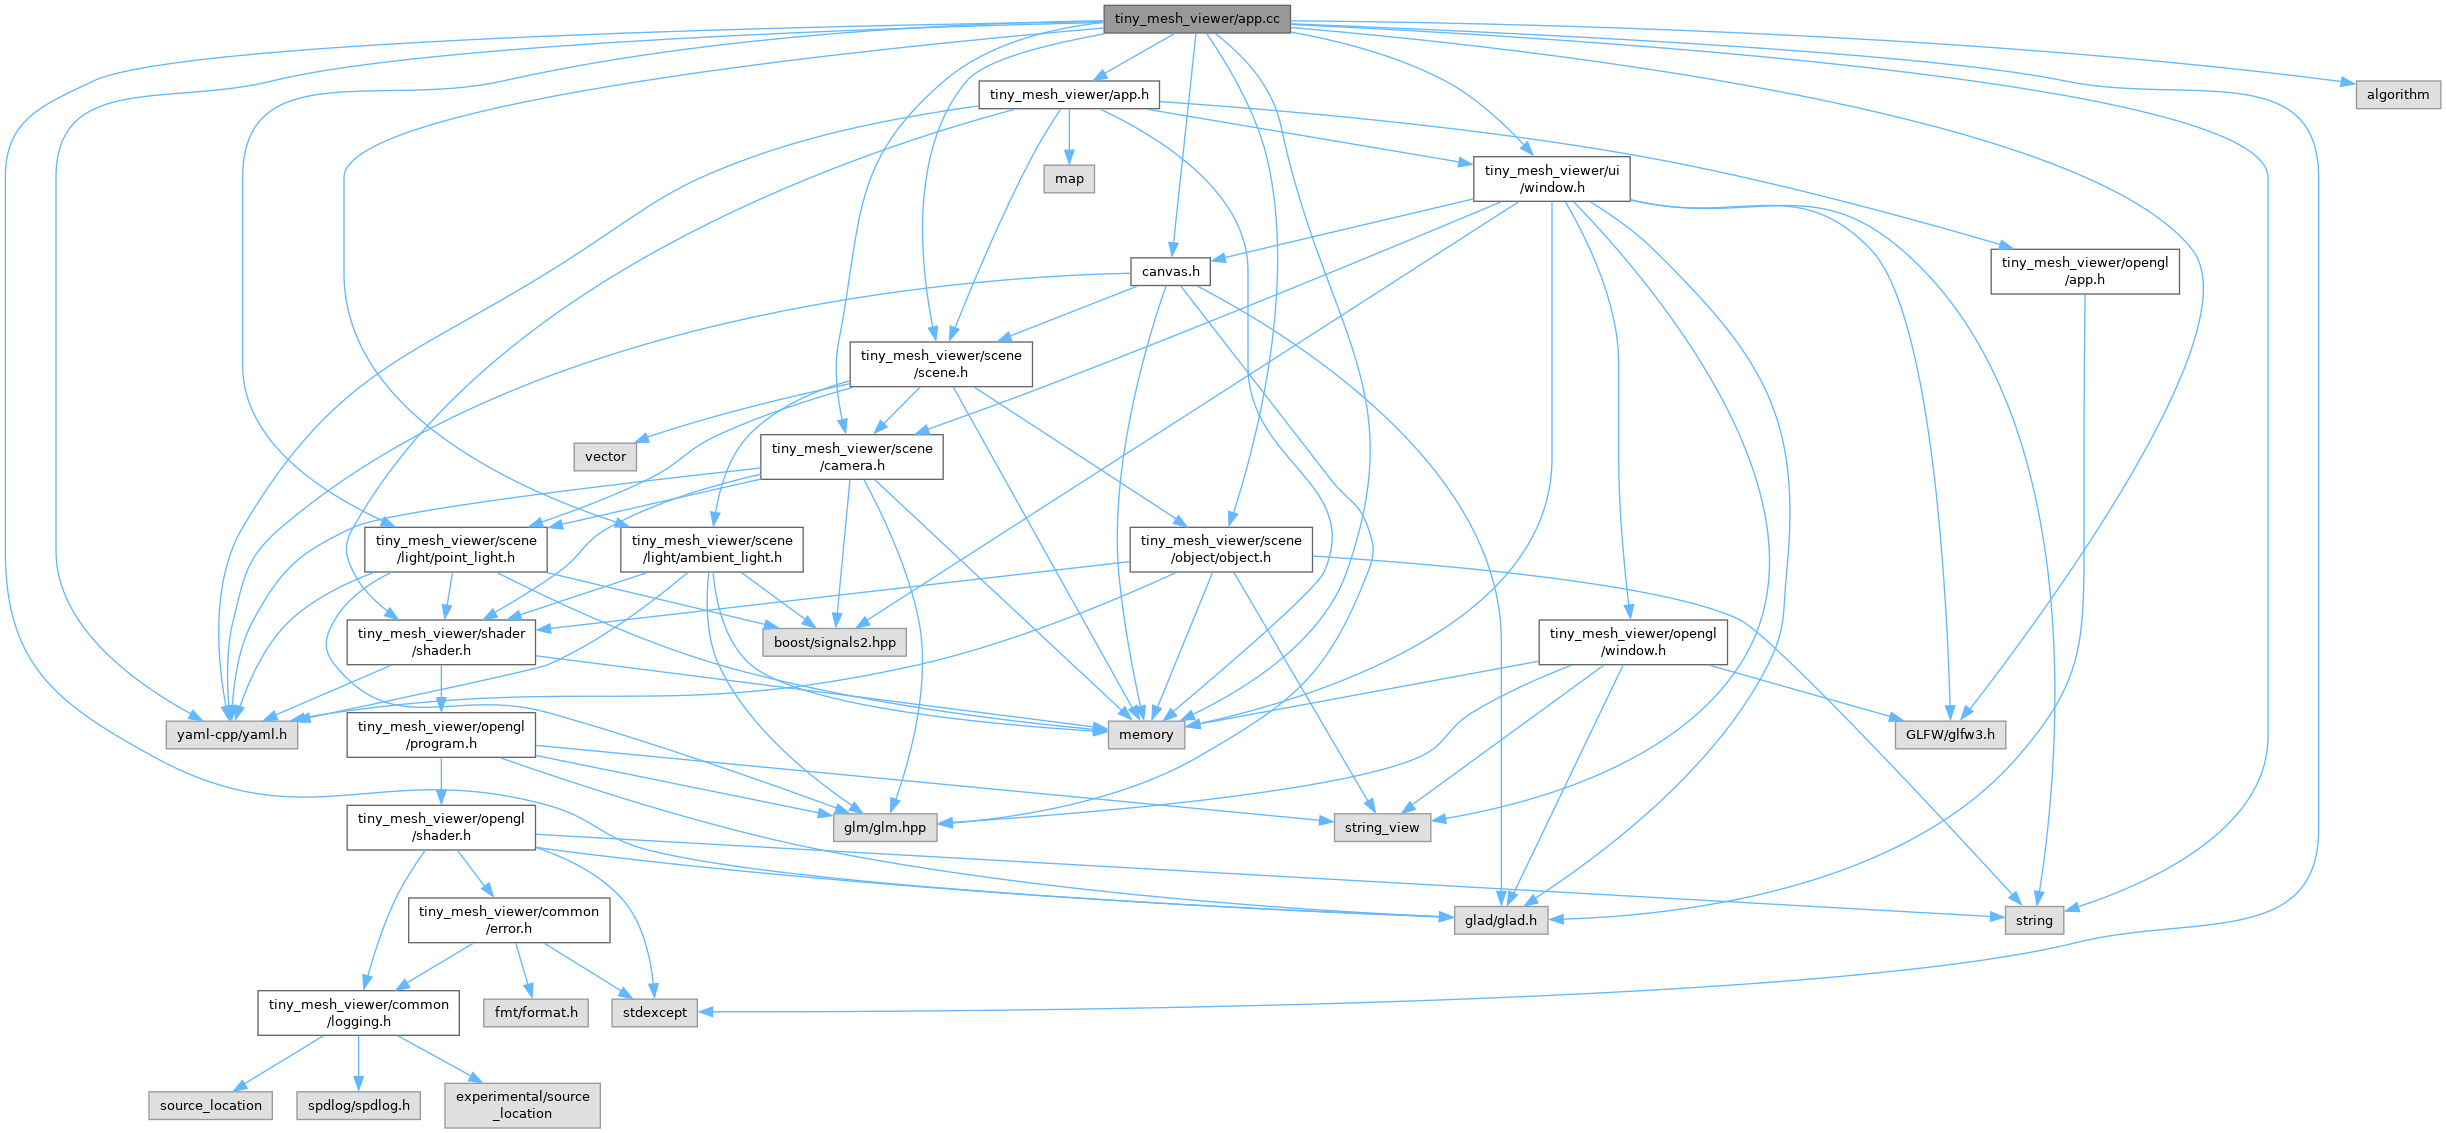 tiny_mesh_viewer/app.cc
tiny_mesh_viewer/app.h
algorithm
map
tiny_mesh_viewer/ui
/window.h
canvas.h
tiny_mesh_viewer/opengl
/app.h
tiny_mesh_viewer/scene
/scene.h
vector
tiny_mesh_viewer/scene
/camera.h
tiny_mesh_viewer/scene
/light/point_light.h
tiny_mesh_viewer/scene
/light/ambient_light.h
tiny_mesh_viewer/scene
/object/object.h
tiny_mesh_viewer/shader
/shader.h
boost/signals2.hpp
tiny_mesh_viewer/opengl
/window.h
yaml-cpp/yaml.h
tiny_mesh_viewer/opengl
/program.h
memory
GLFW/glfw3.h
tiny_mesh_viewer/opengl
/shader.h
glm/glm.hpp
string_view
tiny_mesh_viewer/common
/error.h
glad/glad.h
string
tiny_mesh_viewer/common
/logging.h
fmt/format.h
stdexcept
source_location
spdlog/spdlog.h
experimental/source
_location